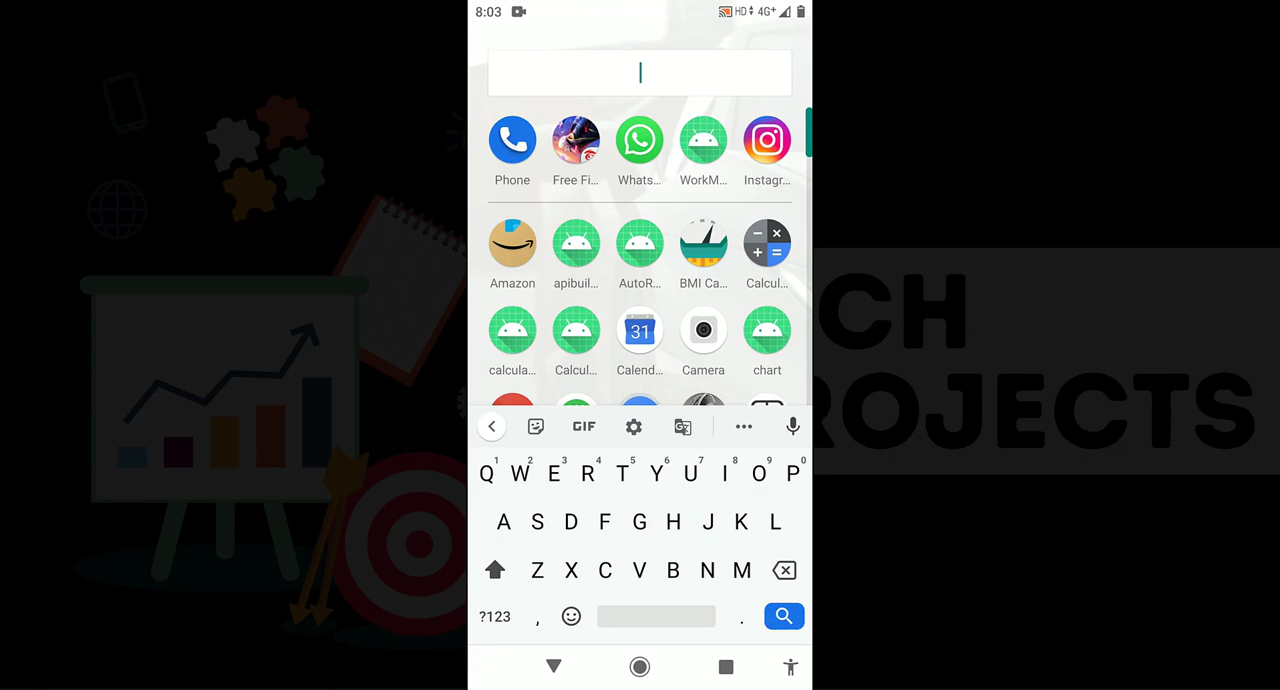 8:03 HD 4G+
Phone Free Fi... Whats... WorkM... Instagr...
Amazon apibuil... AutoR... BMI Ca... Calcul...
31
calcula... Calcul... Calend... Camera chart
CH
ROJECTS
GIF
1 2 3 4 5 6 7 8 9 0
Q W E R T Y U I O P
A S D F G H J K L
Z X C V B N M
?123 , .